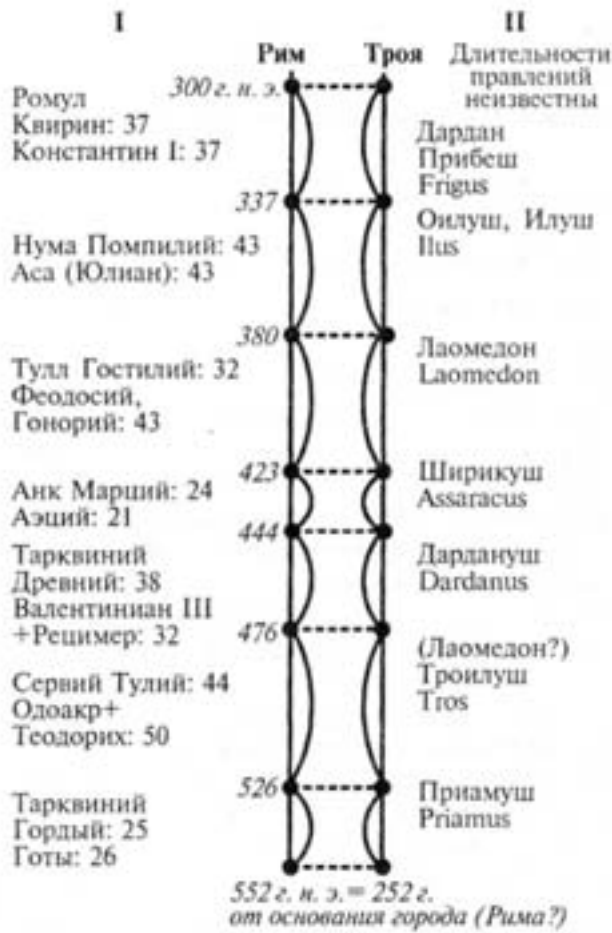 I
II
Рим
Троя
Длительности
правлений
неизвестны
300 г. н. э.
Ромул
Квирин: 37
Константин I: 37
Дардан
Прибеш
Frigus
337
Нума Помпилий: 43
Аса (Юлиан): 43
Оилуш, Илуш
Ilus
380
Тулл Гостилий: 32
Феодосий,
Гонорий: 43
Лаомедон
Laomedon
423
Анк Марций: 24
Аэций: 21
Ширикуш
Assaracus
444
Тарквиний
Древний: 38
Валентиниан III
+Рецимер: 32
Дардануш
Dardanus
476
Сервий Тулий: 44
Одоакр+
Теодорих: 50
(Лаомедон?)
Троилуш
Tros
526
Тарквиний
Гордый: 25
Готы: 26
Приамуш
Priamus
552 г. н. э. = 252 г.
от основания города (Рима?)